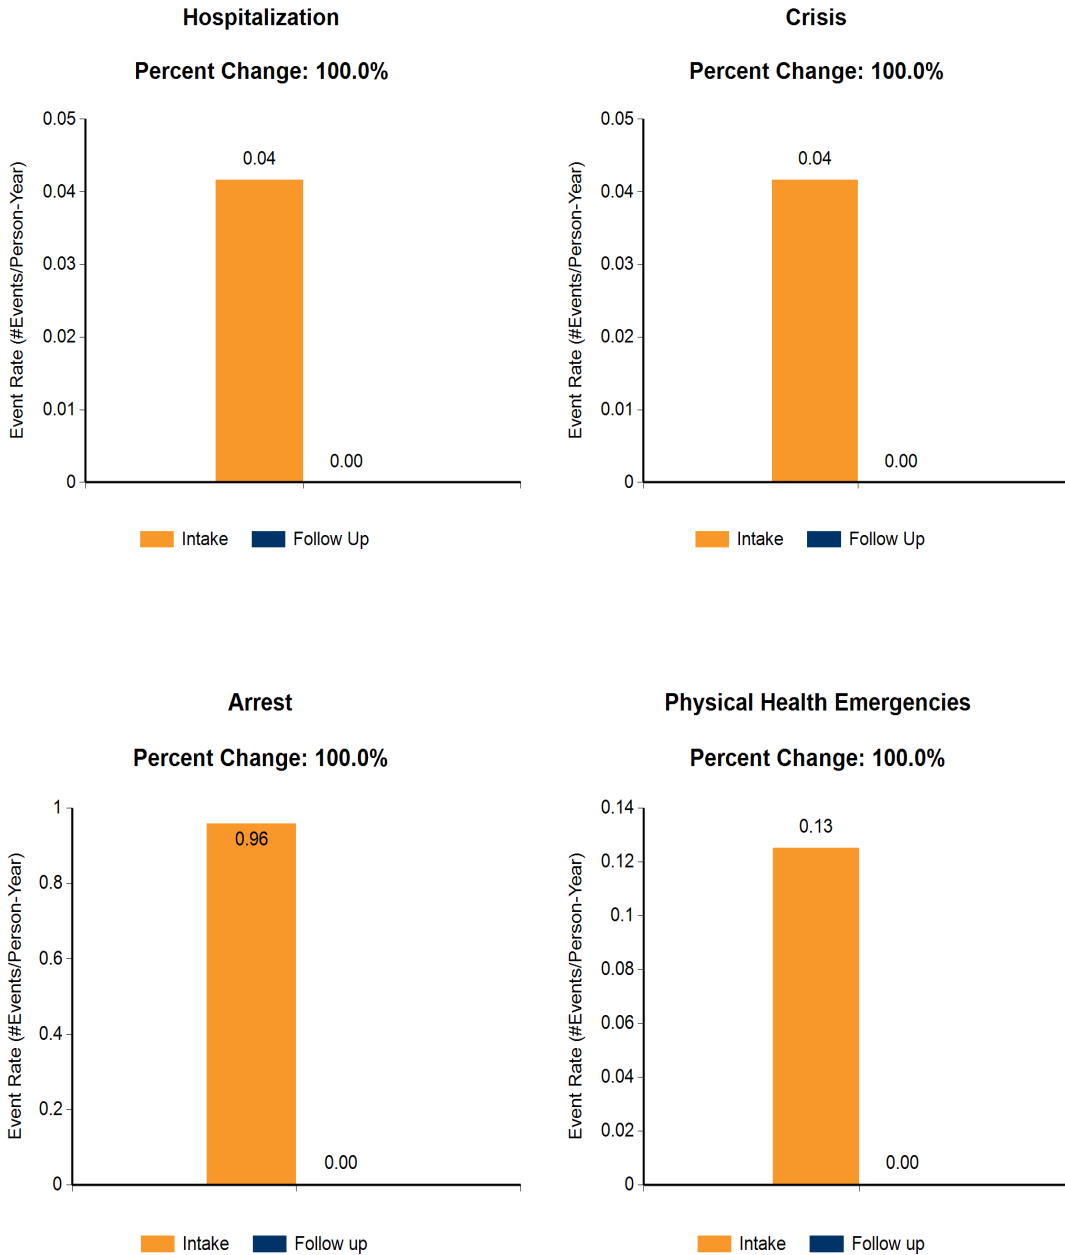 Hospitalization
Percent Change: 100.0%
Event Rate (#Events/Person-Year)
0.05
0.04
0.03
0.02
0.01
0
0.04
0.00
Intake Follow Up
Crisis
Percent Change: 100.0%
Event Rate (#Events/Person-Year)
0.05
0.04
0.03
0.02
0.01
0
0.04
0.00
Intake Follow Up
Arrest
Percent Change: 100.0%
Event Rate (#Events/Person-Year)
1
0.8
0.6
0.4
0.2
0
0.96
0.00
Intake Follow up
Physical Health Emergencies
Percent Change: 100.0%
Event Rate (#Events/Person-Year)
0.14
0.12
0.1
0.08
0.06
0.04
0.02
0
0.13
0.00
Intake Follow up